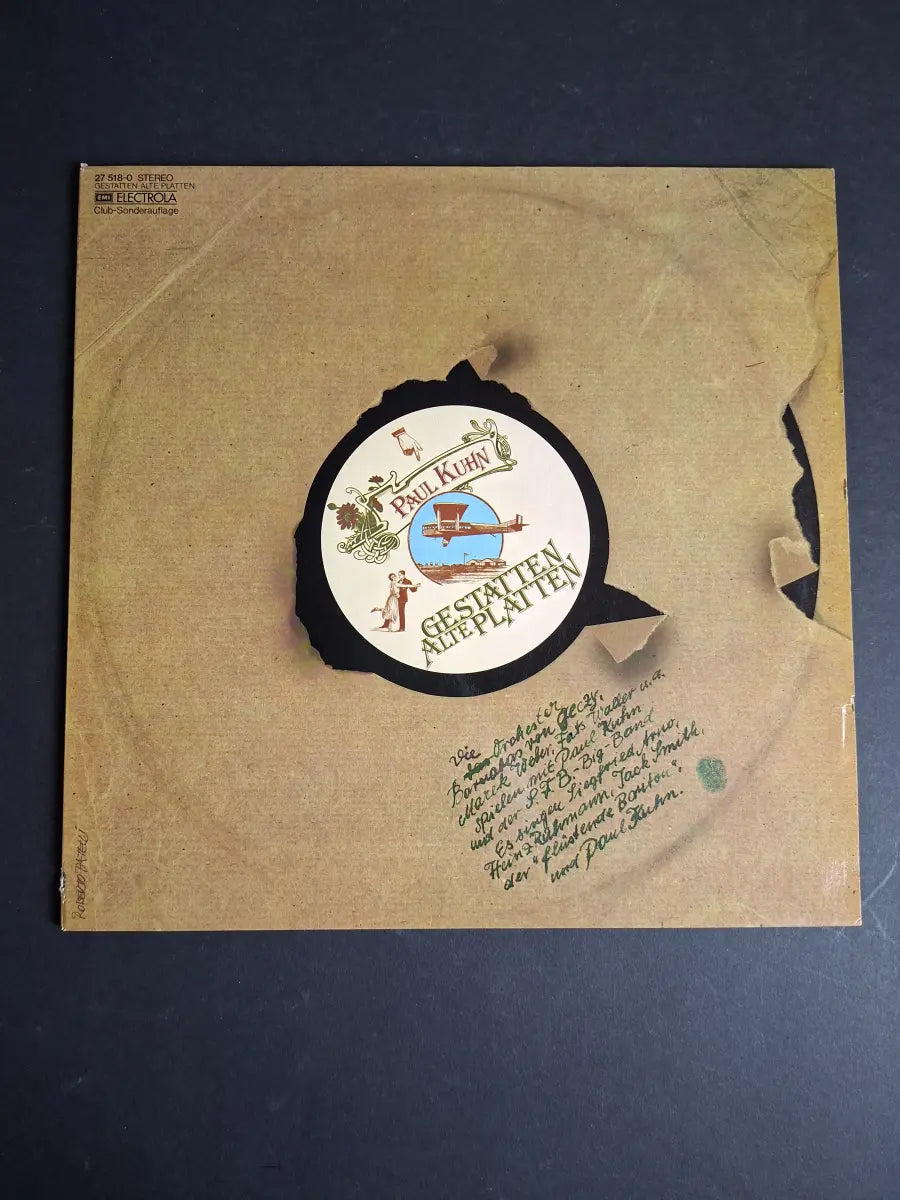 27 518-0 STEREO
GESTATTEN, ALTE PLATTEN
EMI ELECTROLA
Club-Sonderauflage
PAUL KUHN
GESTATTEN
ALTE PLATTEN
Die Orchester
Barnabas von Geczy,
Marek Weber, Fats Waller u.a.
spielen mit Paul Kuhn
und der S.F.B.-Big-Band
Es singen Siegfried Arno,
Heinz Rühmann, Jack Smith,
der "flüsternde Bariton",
und Paul Kuhn.
ROBERTO